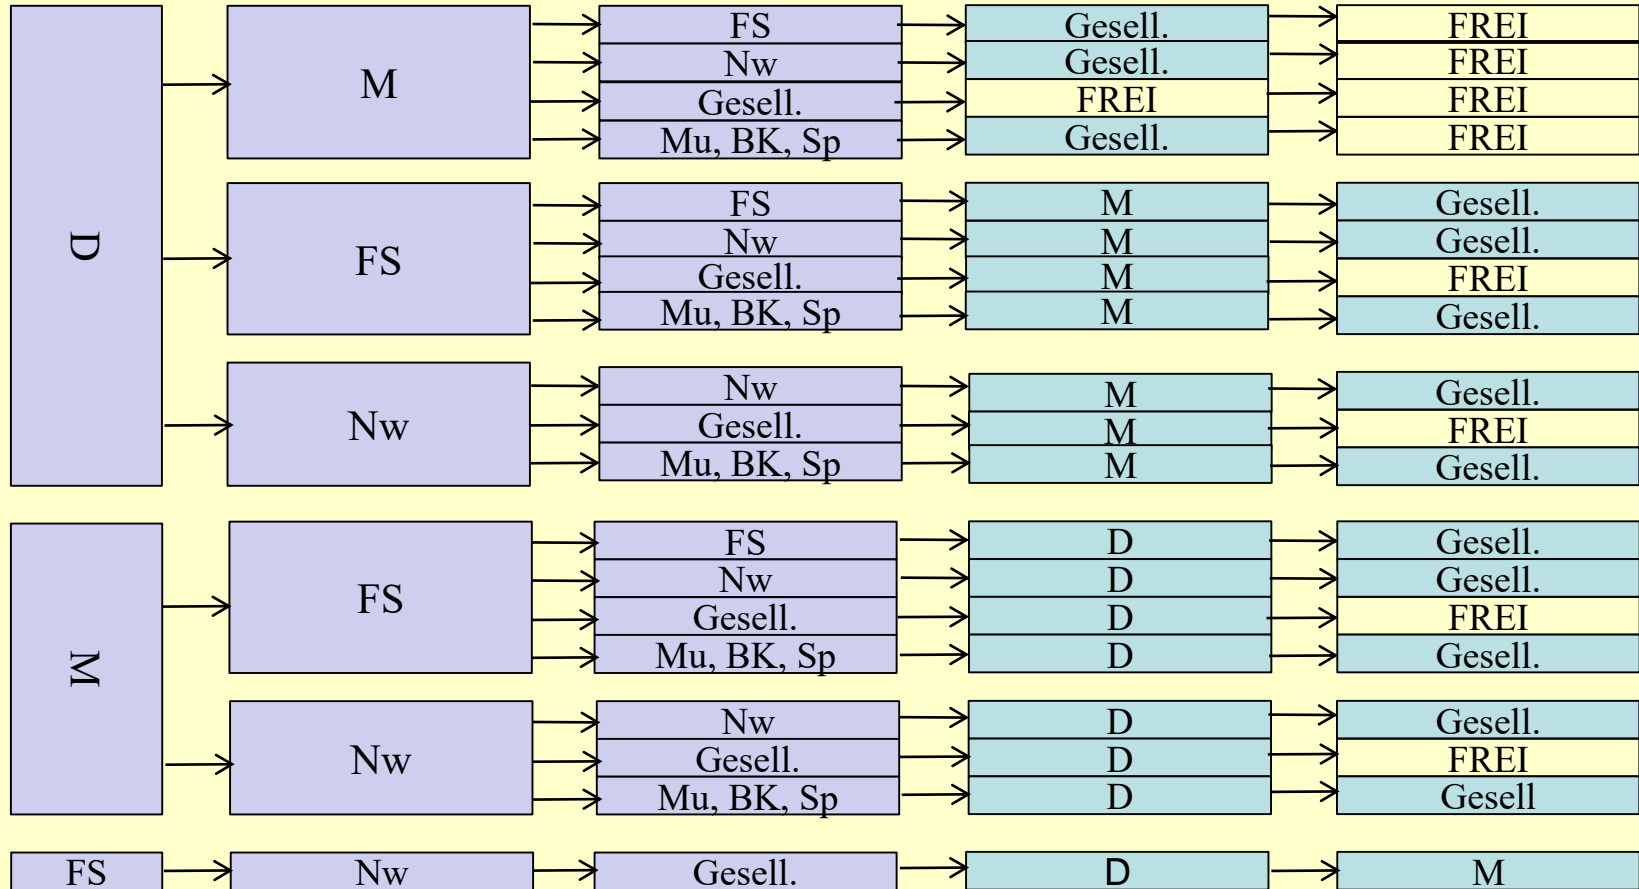 D
M
FS Gesell. FREI
Nw Gesell. FREI
Gesell. FREI FREI
Mu, BK, Sp Gesell. FREI
FS
FS M Gesell.
Nw M Gesell.
Gesell. M FREI
Mu, BK, Sp M Gesell.
Nw
Nw M Gesell.
Gesell. M FREI
Mu, BK, Sp M Gesell.
M
FS
FS D Gesell.
Nw D Gesell.
Gesell. D FREI
Mu, BK, Sp D Gesell.
Nw
Nw D Gesell.
Gesell. D FREI
Mu, BK, Sp D Gesell
FS Nw Gesell. D M